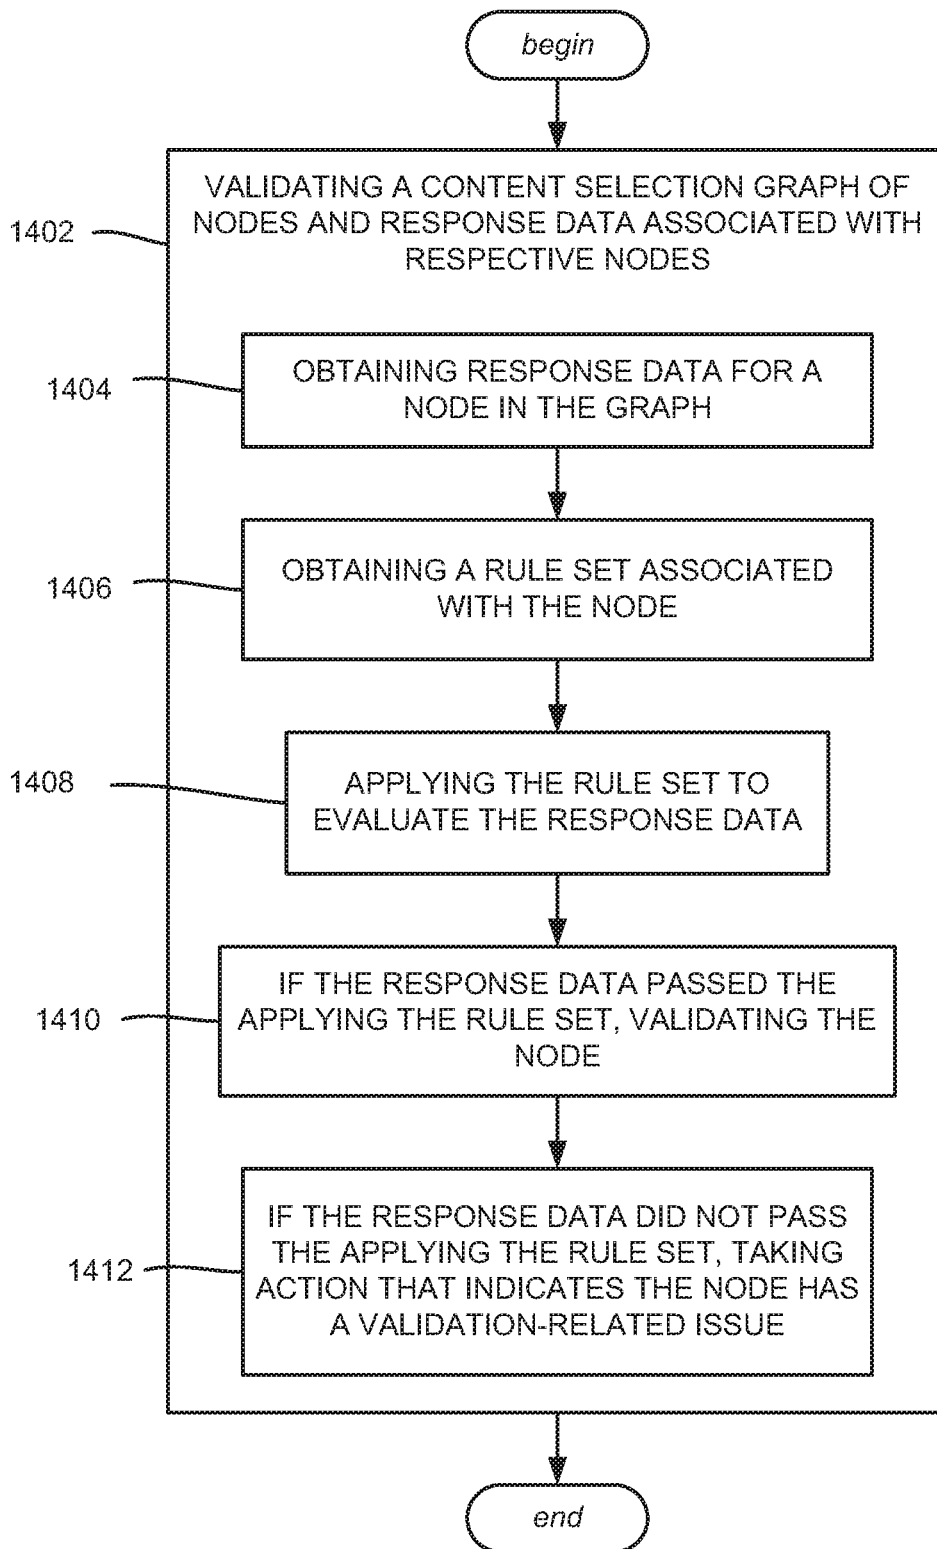 begin
VALIDATING A CONTENT SELECTION GRAPH OF
NODES AND RESPONSE DATA ASSOCIATED WITH
RESPECTIVE NODES
1402
OBTAINING RESPONSE DATA FOR A
NODE IN THE GRAPH
1404
OBTAINING A RULE SET ASSOCIATED
WITH THE NODE
1406
APPLYING THE RULE SET TO
EVALUATE THE RESPONSE DATA
1408
IF THE RESPONSE DATA PASSED THE
APPLYING THE RULE SET, VALIDATING THE
NODE
1410
IF THE RESPONSE DATA DID NOT PASS
THE APPLYING THE RULE SET, TAKING
ACTION THAT INDICATES THE NODE HAS
A VALIDATION-RELATED ISSUE
1412
end